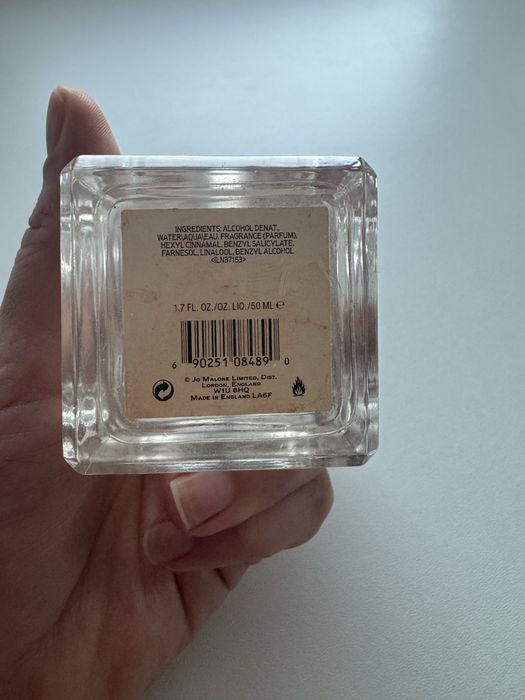 INGREDIENTS: ALCOHOL DENAT.,
WATER\AQUA\EAU, FRAGRANCE (PARFUM),
HEXYL CINNAMAL, BENZYL SALICYLATE,
FARNESOL, LINALOOL, BENZYL ALCOHOL
<ILN37153>
1.7 FL. OZ./OZ. LIQ./50 ML ℮
6 90251 08489 0
© Jo Malone Limited, Dist.
London, England
W1U 8HQ
Made in England LA6F